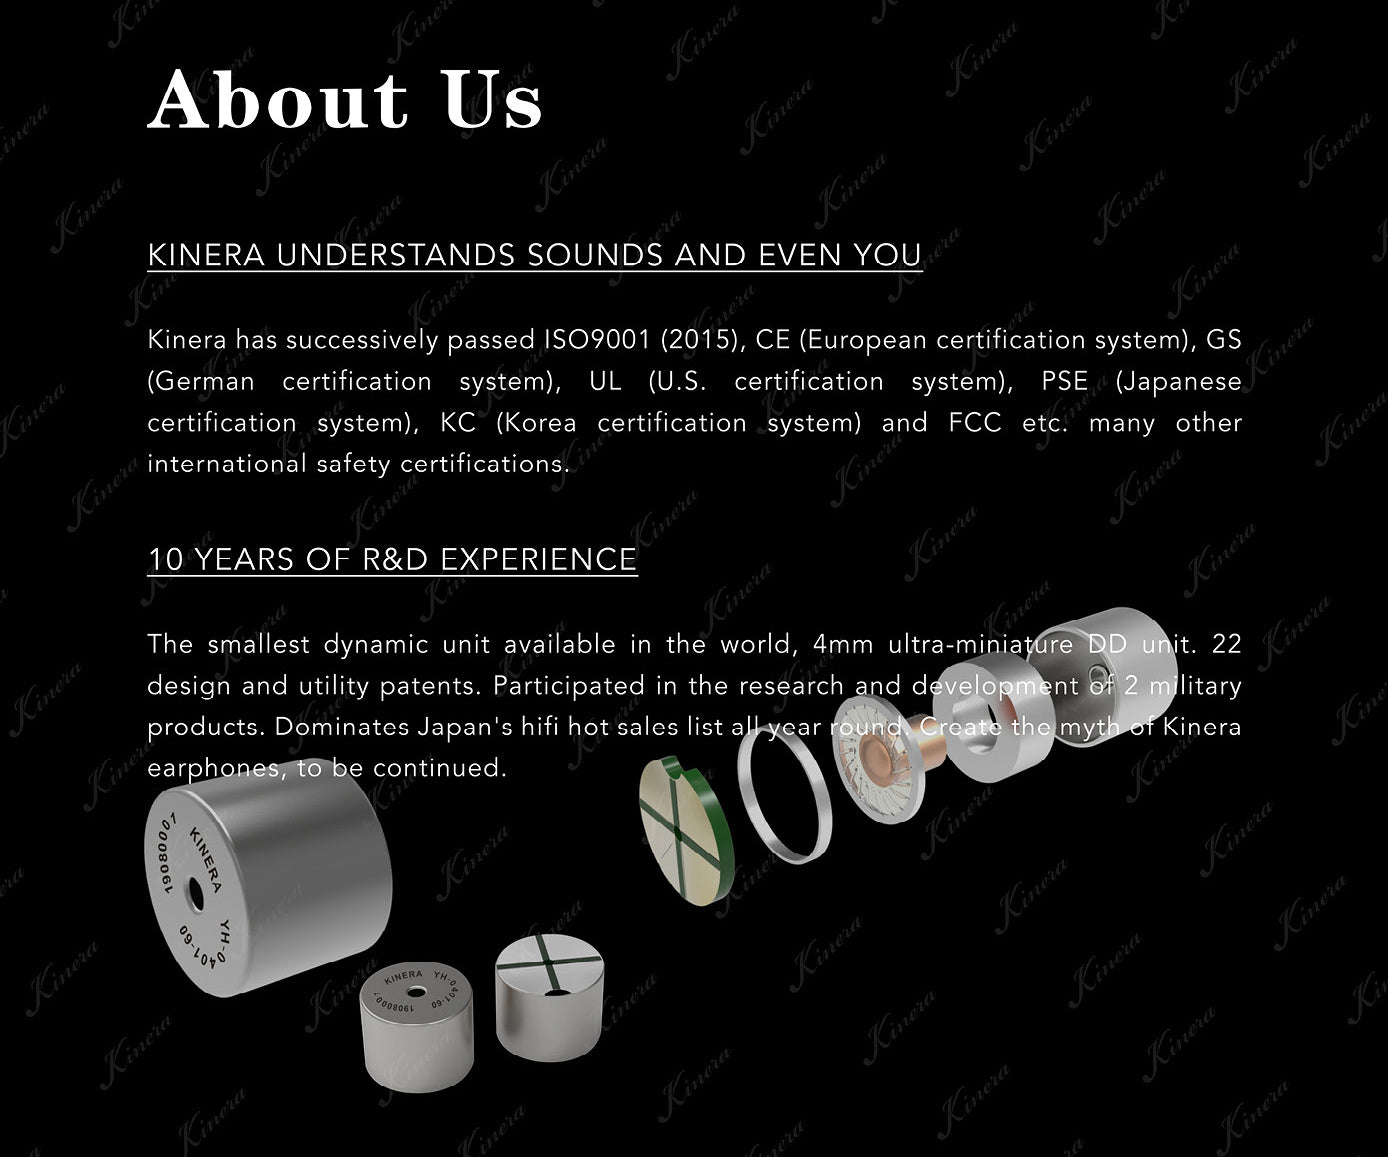 About Us
KINERA UNDERSTANDS SOUNDS AND EVEN YOU
Kinera has successively passed ISO9001 (2015), CE (European certification system), GS
(German certification system), UL (U.S. certification system), PSE (Japanese
certification system), KC (Korea certification system) and FCC etc. many other
international safety certifications.
10 YEARS OF R&D EXPERIENCE
The smallest dynamic unit available in the world, 4mm ultra-miniature DD unit. 22
design and utility patents. Participated in the research and development of 2 military
products. Dominates Japan's hifi hot sales list all year round. Create the myth of Kinera
earphones, to be continued.
KINERA YH-0401-60 19080001
KINERA YH-0401-60 19080001
Kinera